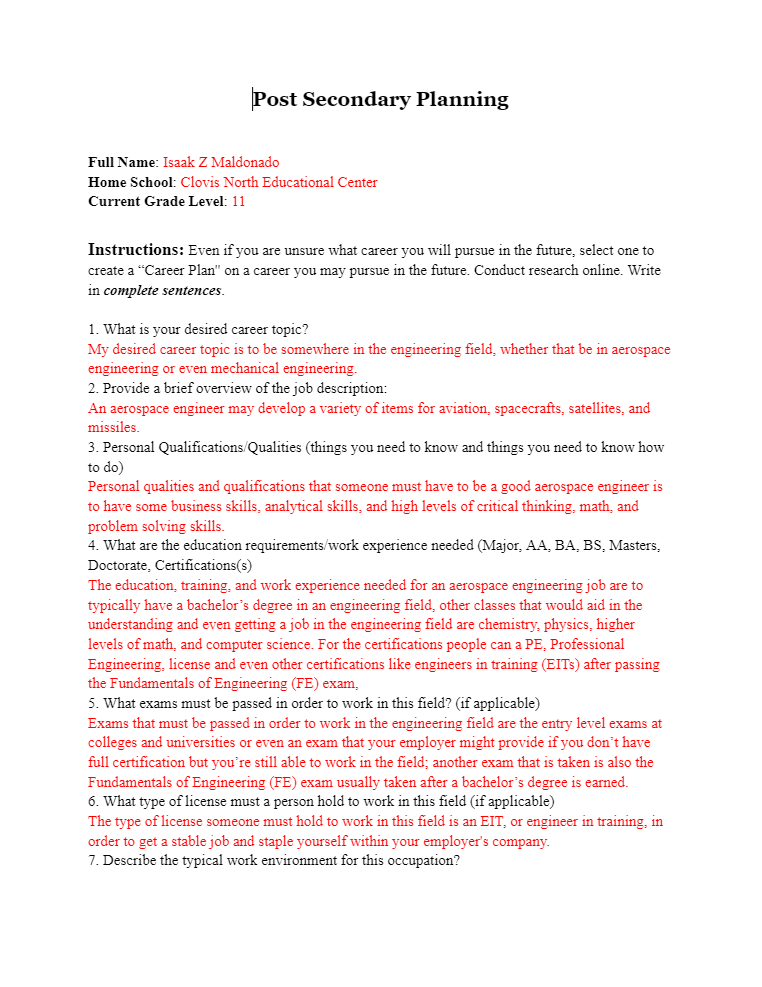 Post Secondary Planning
Full Name: Isaak Z Maldonado
Home School: Clovis North Educational Center
Current Grade Level: 11
Instructions: Even if you are unsure what career you will pursue in the future, select one to
create a “Career Plan" on a career you may pursue in the future. Conduct research online. Write
in complete sentences.
1. What is your desired career topic?
My desired career topic is to be somewhere in the engineering field, whether that be in aerospace
engineering or even mechanical engineering.
2. Provide a brief overview of the job description:
An aerospace engineer may develop a variety of items for aviation, spacecrafts, satellites, and
missiles.
3. Personal Qualifications/Qualities (things you need to know and things you need to know how
to do)
Personal qualities and qualifications that someone must have to be a good aerospace engineer is
to have some business skills, analytical skills, and high levels of critical thinking, math, and
problem solving skills.
4. What are the education requirements/work experience needed (Major, AA, BA, BS, Masters,
Doctorate, Certifications(s)
The education, training, and work experience needed for an aerospace engineering job are to
typically have a bachelor’s degree in an engineering field, other classes that would aid in the
understanding and even getting a job in the engineering field are chemistry, physics, higher
levels of math, and computer science. For the certifications people can a PE, Professional
Engineering, license and even other certifications like engineers in training (EITs) after passing
the Fundamentals of Engineering (FE) exam,
5. What exams must be passed in order to work in this field? (if applicable)
Exams that must be passed in order to work in the engineering field are the entry level exams at
colleges and universities or even an exam that your employer might provide if you don’t have
full certification but you’re still able to work in the field; another exam that is taken is also the
Fundamentals of Engineering (FE) exam usually taken after a bachelor’s degree is earned.
6. What type of license must a person hold to work in this field (if applicable)
The type of license someone must hold to work in this field is an EIT, or engineer in training, in
order to get a stable job and staple yourself within your employer's company.
7. Describe the typical work environment for this occupation?